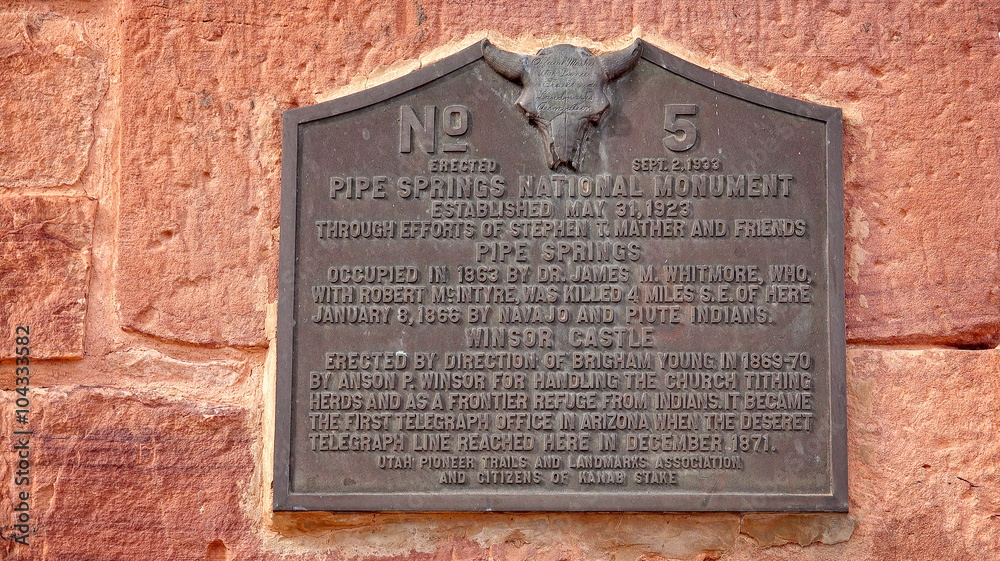 No 5
ERECTED SEPT. 2, 1933
PIPE SPRINGS NATIONAL MONUMENT
ESTABLISHED MAY 31, 1923
THROUGH EFFORTS OF STEPHEN T. MATHER AND FRIENDS
PIPE SPRINGS
OCCUPIED IN 1863 BY DR. JAMES M. WHITMORE, WHO,
WITH ROBERT McINTYRE, WAS KILLED 4 MILES S.E. OF HERE
JANUARY 8, 1866 BY NAVAJO AND PIUTE INDIANS.
WINSOR CASTLE
ERECTED BY DIRECTION OF BRIGHAM YOUNG IN 1869-70
BY ANSON P. WINSOR FOR HANDLING THE CHURCH TITHING
HERDS AND AS A FRONTIER REFUGE FROM INDIANS. IT BECAME
THE FIRST TELEGRAPH OFFICE IN ARIZONA WHEN THE DESERET
TELEGRAPH LINE REACHED HERE IN DECEMBER. 1871.
UTAH PIONEER TRAILS AND LANDMARKS ASSOCIATION
AND CITIZENS OF KANAB STAKE
104333582